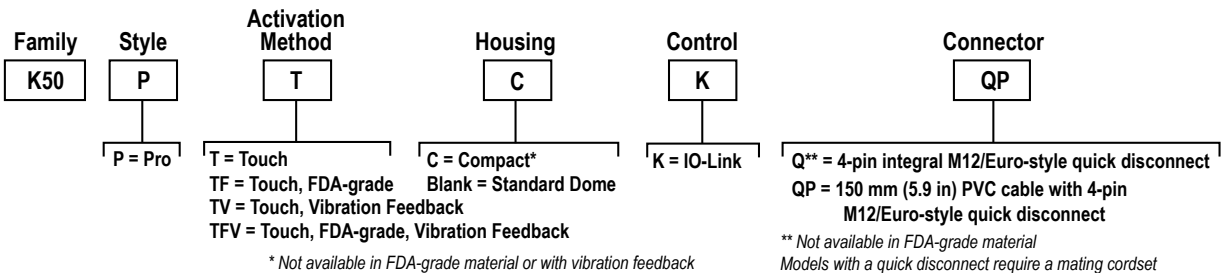 Family Style Activation Method Housing Control Connector
K50 P T C K QP
P = Pro
T = Touch
TF = Touch, FDA-grade
TV = Touch, Vibration Feedback
TFV = Touch, FDA-grade, Vibration Feedback
C = Compact*
Blank = Standard Dome
* Not available in FDA-grade material or with vibration feedback
K = IO-Link
Q** = 4-pin integral M12/Euro-style quick disconnect
QP = 150 mm (5.9 in) PVC cable with 4-pin
M12/Euro-style quick disconnect
** Not available in FDA-grade material
Models with a quick disconnect require a mating cordset